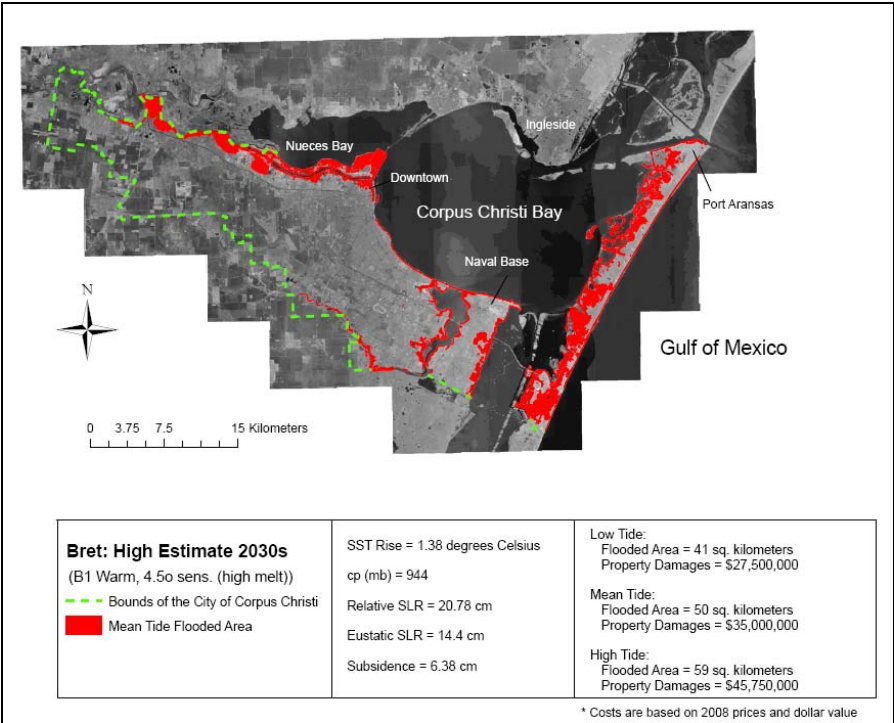 Ingleside
Nueces Bay
Downtown
Port Aransas
Corpus Christi Bay
Naval Base
N
Gulf of Mexico
0 3.75 7.5 15 Kilometers
Bret: High Estimate 2030s
(B1 Warm, 4.5o sens. (high melt))
Bounds of the City of Corpus Christi
Mean Tide Flooded Area
SST Rise = 1.38 degrees Celsius
cp (mb) = 944
Relative SLR = 20.78 cm
Eustatic SLR = 14.4 cm
Subsidence = 6.38 cm
Low Tide:
Flooded Area = 41 sq. kilometers
Property Damages = $27,500,000
Mean Tide:
Flooded Area = 50 sq. kilometers
Property Damages = $35,000,000
High Tide:
Flooded Area = 59 sq. kilometers
Property Damages = $45,750,000
* Costs are based on 2008 prices and dollar value